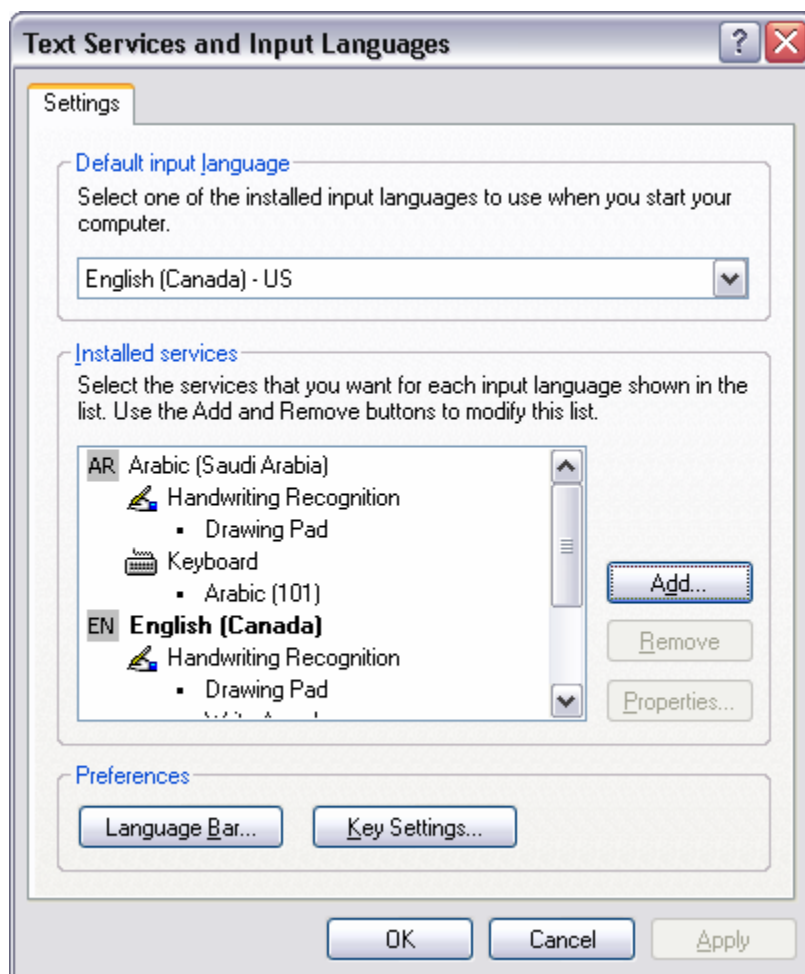 Text Services and Input Languages
Settings
Default input language
Select one of the installed input languages to use when you start your
computer.
English (Canada) - US
Installed services
Select the services that you want for each input language shown in the
list. Use the Add and Remove buttons to modify this list.
AR Arabic (Saudi Arabia)
Handwriting Recognition
▪ Drawing Pad
Keyboard
▪ Arabic (101)
EN English (Canada)
Handwriting Recognition
▪ Drawing Pad
Add...
Remove
Properties...
Preferences
Language Bar...
Key Settings...
OK
Cancel
Apply